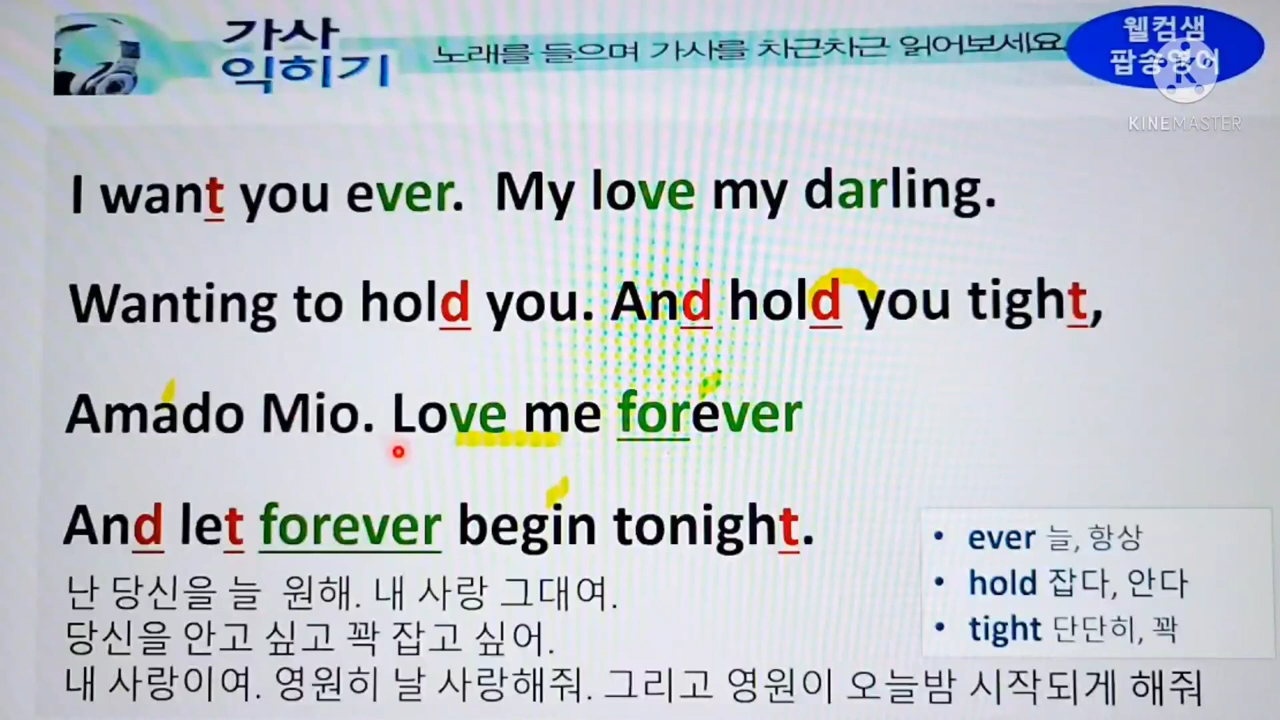 가사
익히기
노래를 들으며 가사를 차근차근 읽어보세요
웰컴샘
팝송영어
KINEMASTER
I want you ever. My love my darling.
Wanting to hold you. And hold you tight,
Amado Mio. Love me forever
And let forever begin tonight.
난 당신을 늘 원해. 내 사랑 그대여.
당신을 안고 싶고 꽉 잡고 싶어.
내 사랑이여. 영원히 날 사랑해줘. 그리고 영원이 오늘밤 시작되게 해줘
• ever 늘, 항상
• hold 잡다, 안다
• tight 단단히, 꽉